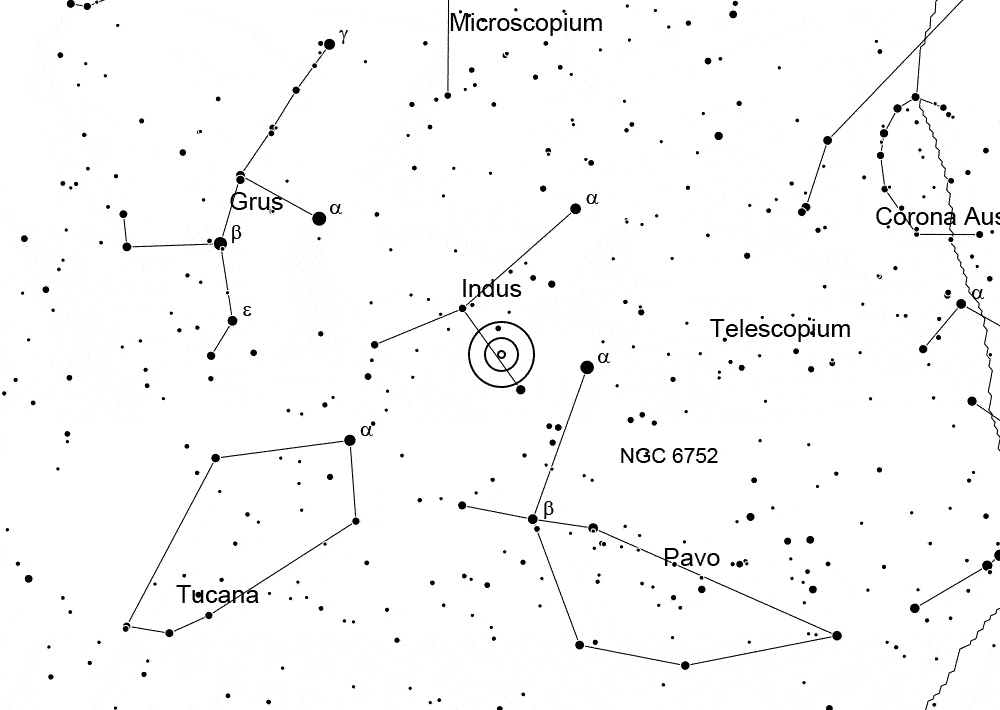 Microscopium
γ
Grus
α
α
Corona Aus
β
Indus
α
ε
Telescopium
α
α
NGC 6752
β
Pavo
Tucana